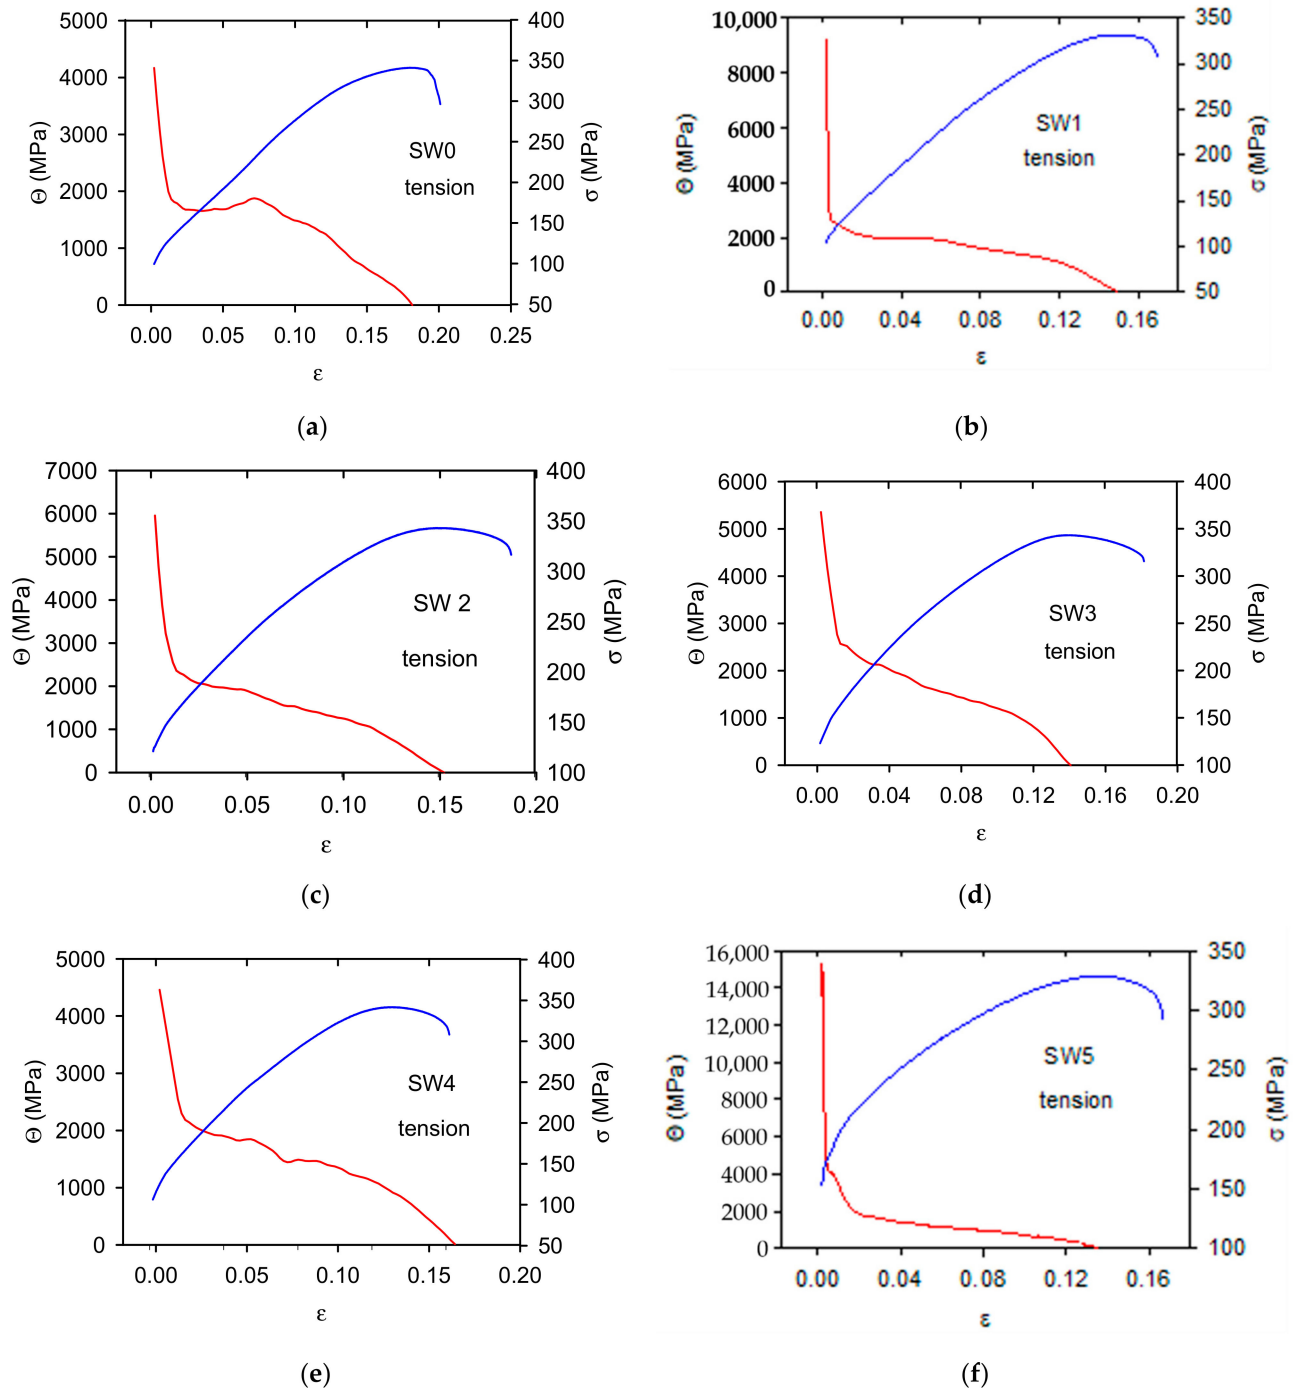 5000
4000
3000
2000
1000
0
Θ (MPa)
400
350
300
250
200
150
100
50
σ (MPa)
SW0
tension
0.00 0.05 0.10 0.15 0.20 0.25
ε
(a)
10,000
8000
6000
4000
2000
0
Θ (MPa)
350
300
250
200
150
100
50
σ (MPa)
SW1
tension
0.00 0.04 0.08 0.12 0.16
ε
(b)
7000
6000
5000
4000
3000
2000
1000
0
Θ (MPa)
400
350
300
250
200
150
100
σ (MPa)
SW 2
tension
0.00 0.05 0.10 0.15 0.20
ε
(c)
6000
5000
4000
3000
2000
1000
0
Θ (MPa)
400
350
300
250
200
150
100
σ (MPa)
SW3
tension
0.00 0.04 0.08 0.12 0.16 0.20
ε
(d)
5000
4000
3000
2000
1000
0
Θ (MPa)
400
350
300
250
200
150
100
50
σ (MPa)
SW4
tension
0.00 0.05 0.10 0.15 0.20
ε
(e)
16,000
14,000
12,000
10,000
8000
6000
4000
2000
0
Θ (MPa)
350
300
250
200
150
100
σ (MPa)
SW5
tension
0.00 0.04 0.08 0.12 0.16
ε
(f)